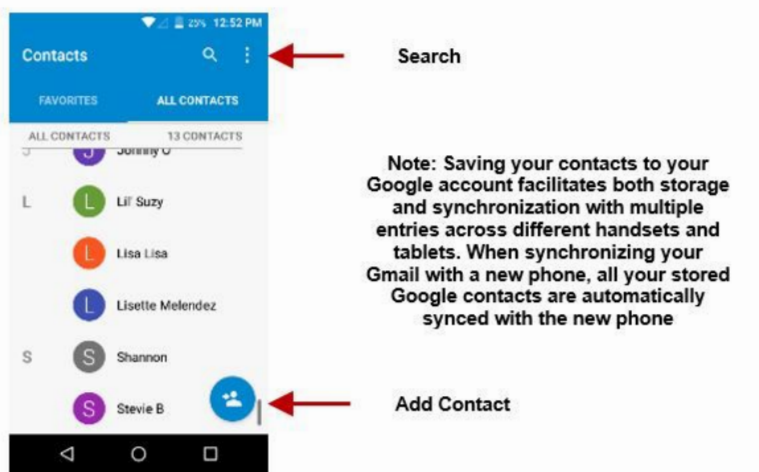 25% 12:52 PM
Contacts
Search
FAVORITES ALL CONTACTS
ALL CONTACTS 13 CONTACTS
J J Johnny O
L L Lil' Suzy
L Lisa Lisa
L Lisette Melendez
S S Shannon
S Stevie B
Note: Saving your contacts to your
Google account facilitates both storage
and synchronization with multiple
entries across different handsets and
tablets. When synchronizing your
Gmail with a new phone, all your stored
Google contacts are automatically
synced with the new phone
Add Contact